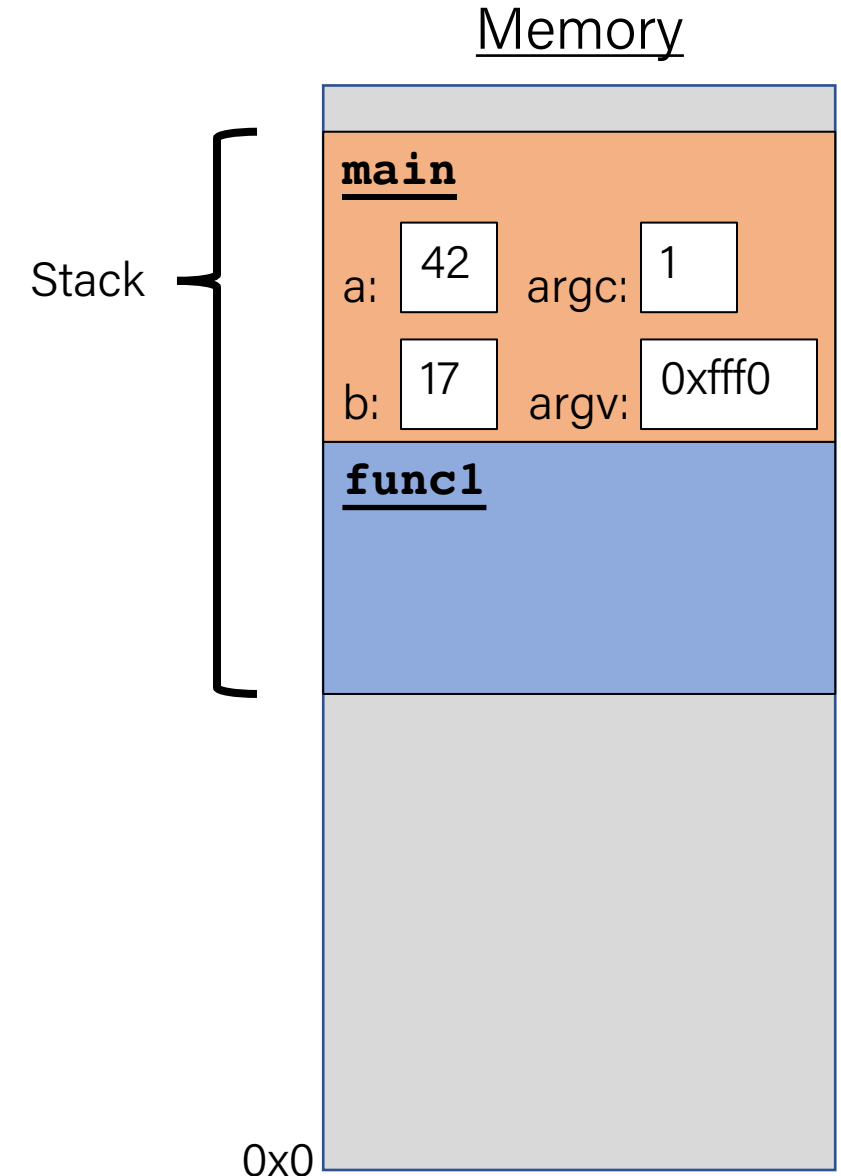 Memory
main
Stack
a: 42 argc: 1
b: 17 argv: 0xfff0
func1
0x0